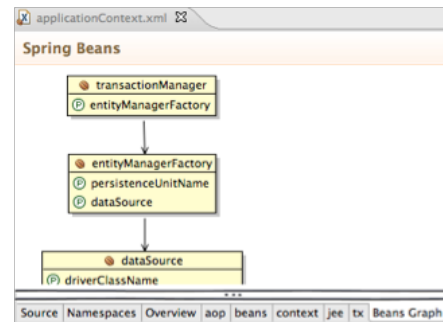 applicationContext.xml
Spring Beans
transactionManager
P entityManagerFactory
entityManagerFactory
P persistenceUnitName
P dataSource
dataSource
P driverClassName
Source Namespaces Overview aop beans context jee tx Beans Graph